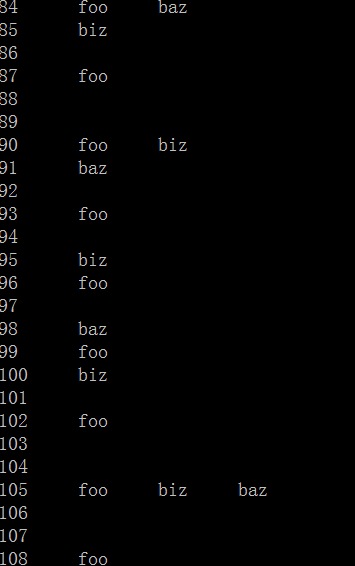 84 foo baz
85 biz
86
87 foo
88
89
90 foo biz
91 baz
92
93 foo
94
95 biz
96 foo
97
98 baz
99 foo
100 biz
101
102 foo
103
104
105 foo biz baz
106
107
108 foo